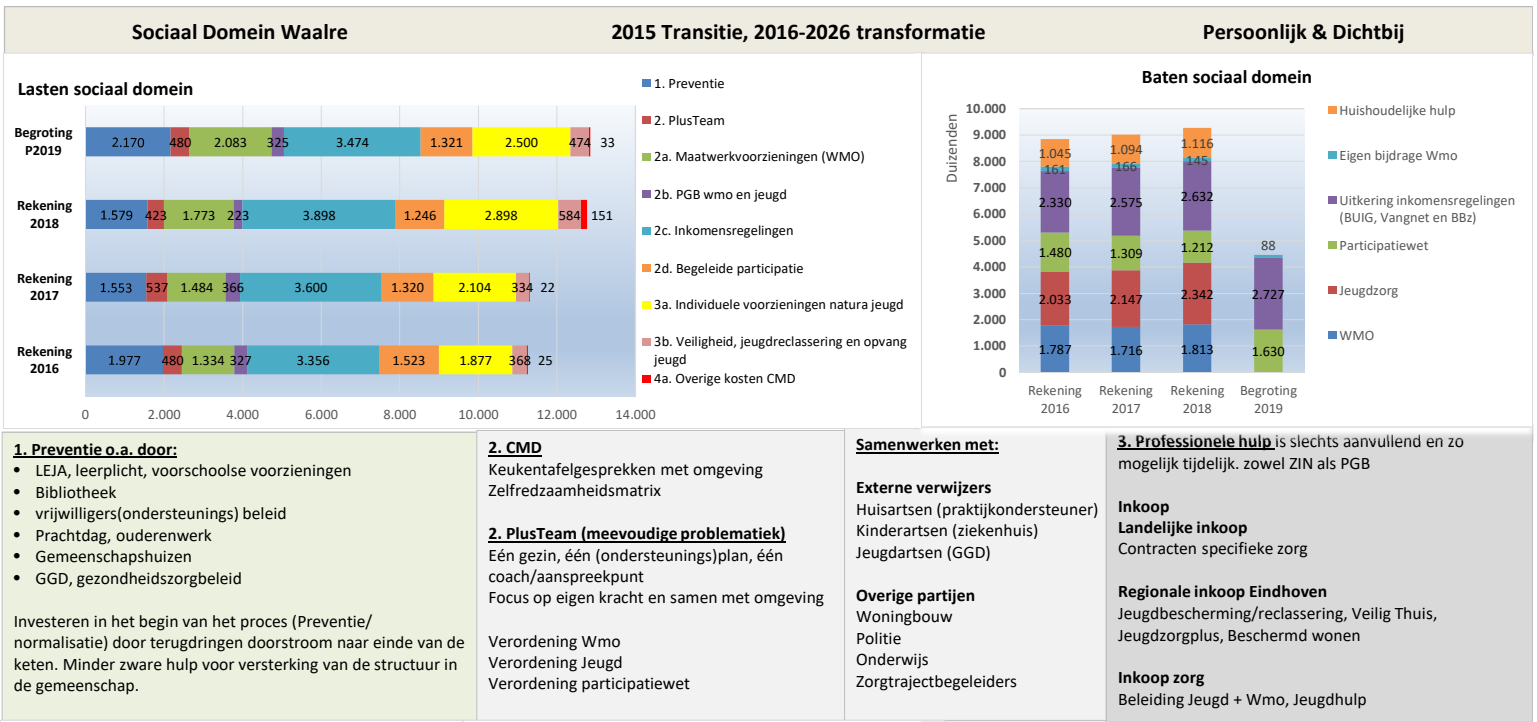 Sociaal Domein Waalre
2015 Transitie, 2016-2026 transformatie
Persoonlijk & Dichtbij
Lasten sociaal domein
Begroting
P2019
2.170 480 2.083 325 3.474 1.321 2.500 474 33
Rekening
2018
1.579 423 1.773 223 3.898 1.246 2.898 584 151
Rekening
2017
1.553 537 1.484 366 3.600 1.320 2.104 334 22
Rekening
2016
1.977 480 1.334 327 3.356 1.523 1.877 368 25
0 2.000 4.000 6.000 8.000 10.000 12.000 14.000
1. Preventie
2. PlusTeam
2a. Maatwerkvoorzieningen (WMO)
2b. PGB wmo en jeugd
2c. Inkomensregelingen
2d. Begeleide participatie
3a. Individuele voorzieningen natura jeugd
3b. Veiligheid, jeugdreclassering en opvang
jeugd
4a. Overige kosten CMD
Baten sociaal domein
Duizenden
10.000
9.000
8.000
7.000
6.000
5.000
4.000
3.000
2.000
1.000
0
1.045 1.094 1.116
161 166 145
2.330 2.575 2.632 88
1.480 1.309 1.212 2.727
2.033 2.147 2.342
1.787 1.716 1.813 1.630
Rekening Rekening Rekening Begroting
2016 2017 2018 2019
Huishoudelijke hulp
Eigen bijdrage Wmo
Uitkering inkomensregelingen
(BUIG, Vangnet en BBz)
Participatiewet
Jeugdzorg
WMO
1. Preventie o.a. door:
• LEJA, leerplicht, voorschoolse voorzieningen
• Bibliotheek
• vrijwilligers(ondersteunings) beleid
• Prachtdag, ouderenwerk
• Gemeenschapshuizen
• GGD, gezondheidszorgbeleid
Investeren in het begin van het proces (Preventie/
normalisatie) door terugdringen doorstroom naar einde van de
keten. Minder zware hulp voor versterking van de structuur in
de gemeenschap.
2. CMD
Keukentafelgesprekken met omgeving
Zelfredzaamheidsmatrix
2. PlusTeam (meevoudige problematiek)
Eén gezin, één (ondersteunings)plan, één
coach/aanspreekpunt
Focus op eigen kracht en samen met omgeving
Verordening Wmo
Verordening Jeugd
Verordening participatiewet
Samenwerken met:
Externe verwijzers
Huisartsen (praktijkondersteuner)
Kinderartsen (ziekenhuis)
Jeugdartsen (GGD)
Overige partijen
Woningbouw
Politie
Onderwijs
Zorgtrajectbegeleiders
3. Professionele hulp is slechts aanvullend en zo
mogelijk tijdelijk. zowel ZIN als PGB
Inkoop
Landelijke inkoop
Contracten specifieke zorg
Regionale inkoop Eindhoven
Jeugdbescherming/reclassering, Veilig Thuis,
Jeugdzorgplus, Beschermd wonen
Inkoop zorg
Beleiding Jeugd + Wmo, Jeugdhulp